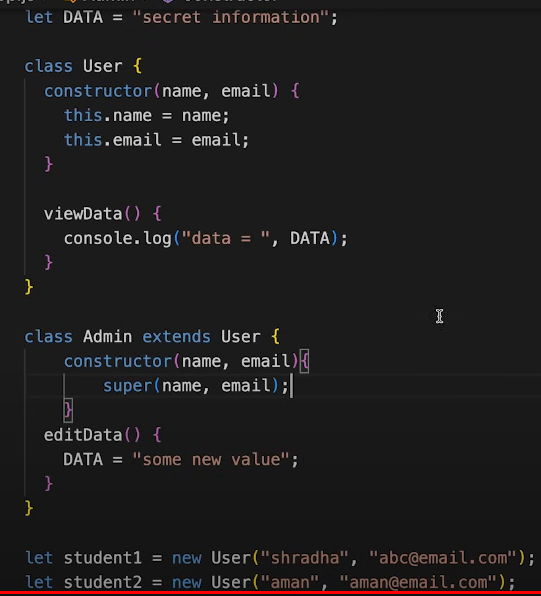 let DATA = "secret information";
class User {
constructor(name, email) {
this.name = name;
this.email = email;
}
viewData() {
console.log("data = ", DATA);
}
}
class Admin extends User {
constructor(name, email){
super(name, email);
}
editData() {
DATA = "some new value";
}
}
let student1 = new User("shradha", "abc@email.com");
let student2 = new User("aman", "aman@email.com");